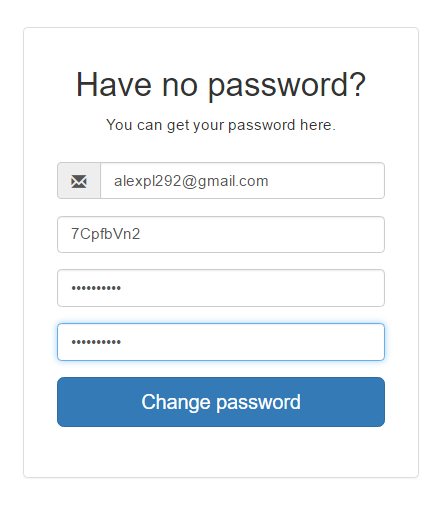 Have no password?
You can get your password here.
alexpl292@gmail.com
7CpfbVn2
••••••••••
••••••••••
Change password